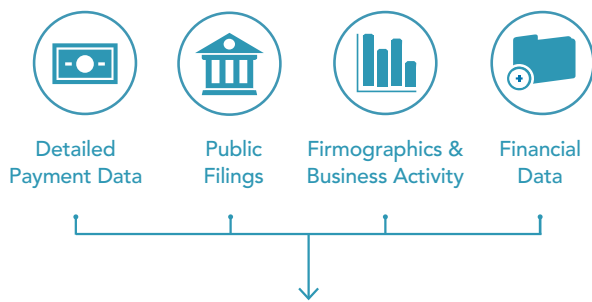 Detailed
Payment Data
Public
Filings
Firmographics &
Business Activity
Financial
Data